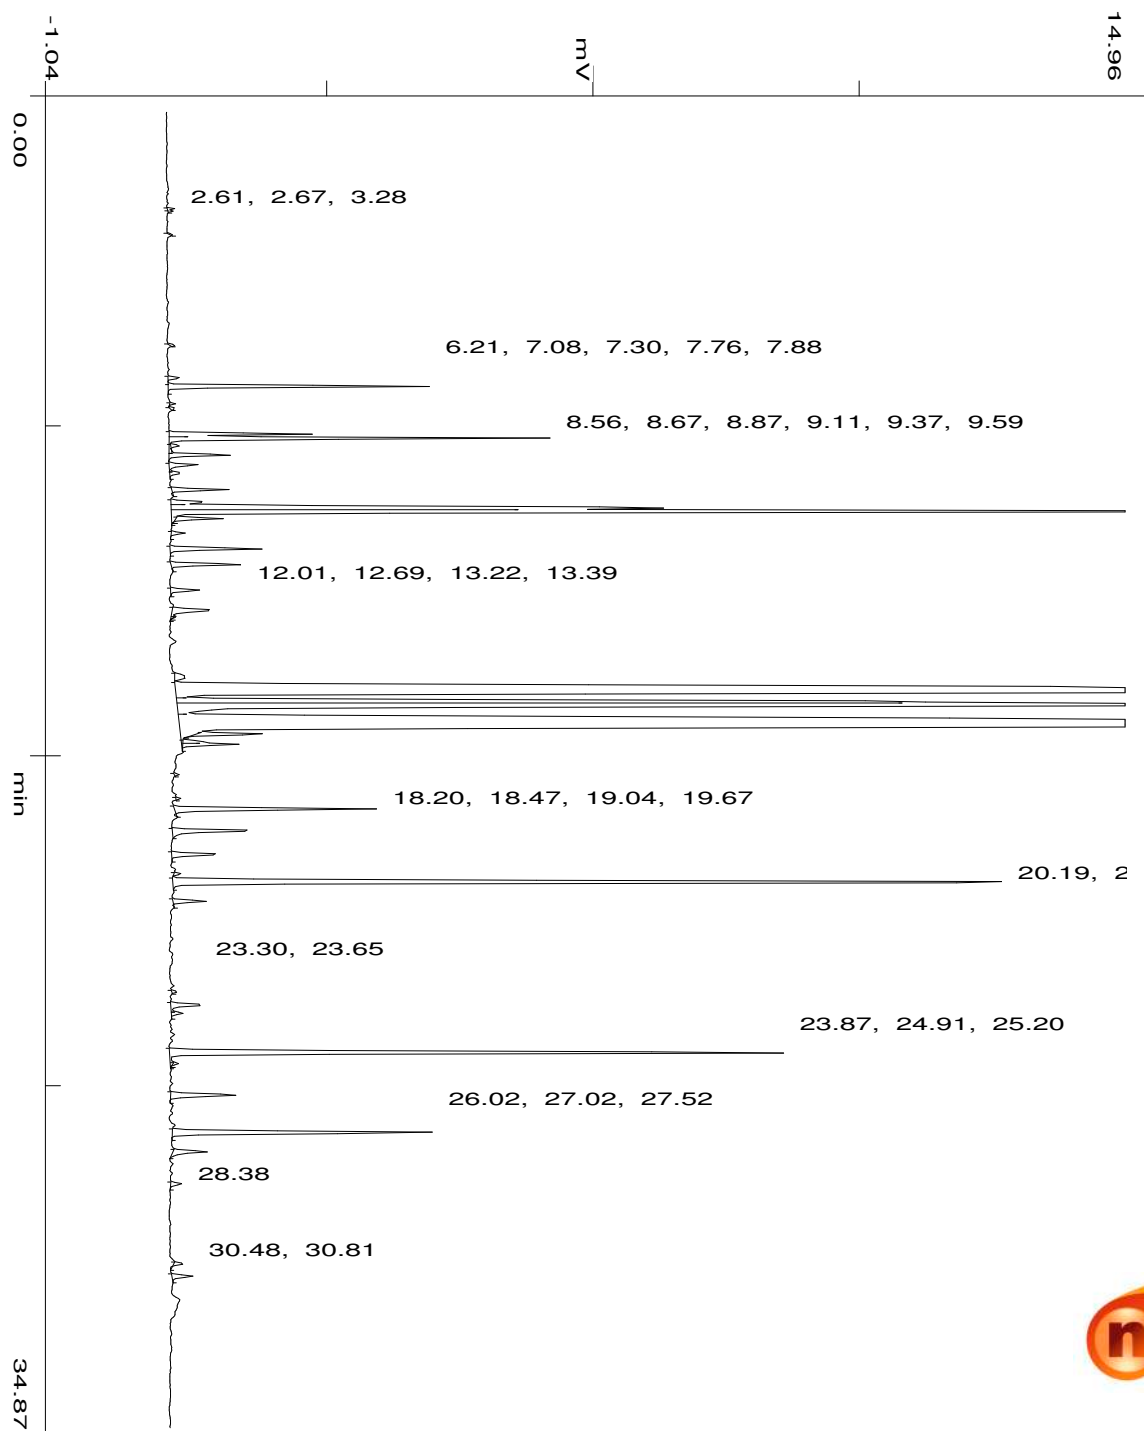 -1.04
mV
14.96
0.00
2.61, 2.67, 3.28
6.21, 7.08, 7.30, 7.76, 7.88
8.56, 8.67, 8.87, 9.11, 9.37, 9.59
12.01, 12.69, 13.22, 13.39
min
18.20, 18.47, 19.04, 19.67
20.19, 2
23.30, 23.65
23.87, 24.91, 25.20
26.02, 27.02, 27.52
28.38
30.48, 30.81
n
34.87